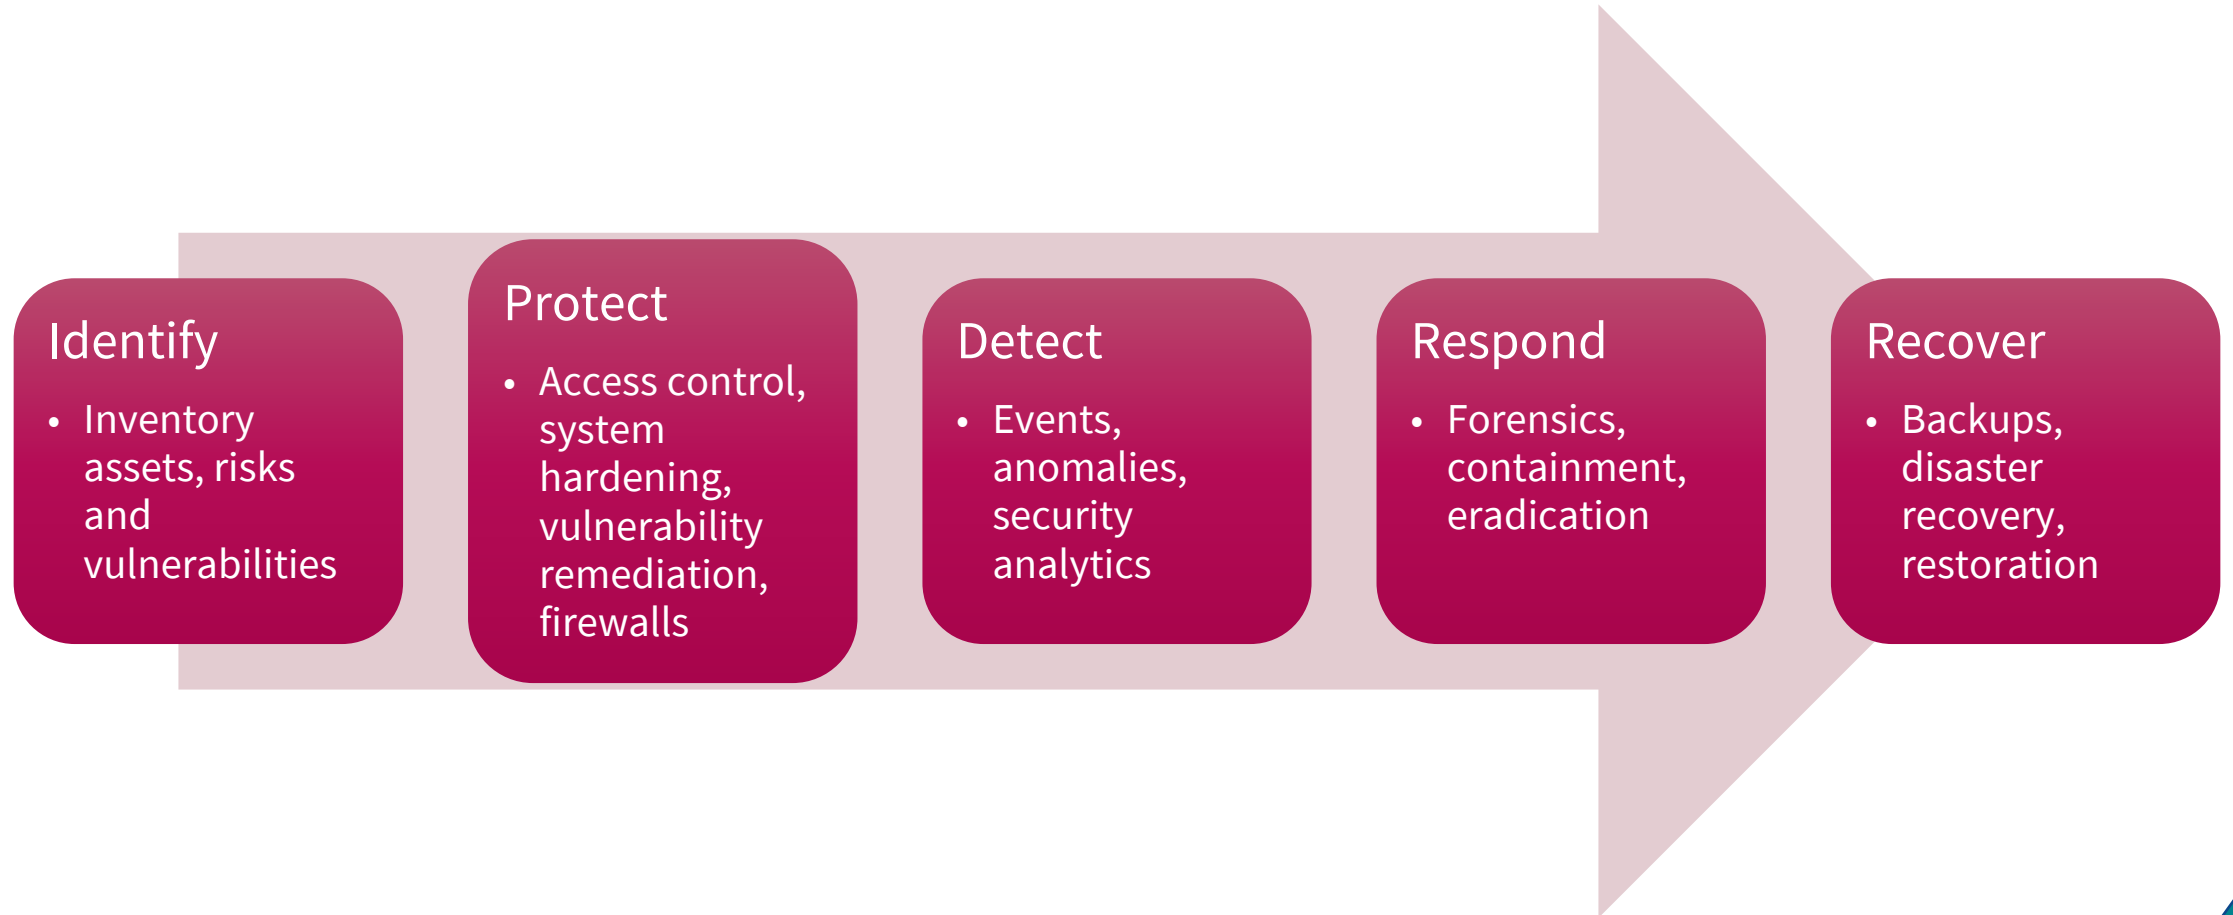 Identify
• Inventory
assets, risks
and
vulnerabilities
Protect
• Access control,
system
hardening,
vulnerability
remediation,
firewalls
Detect
• Events,
anomalies,
security
analytics
Respond
• Forensics,
containment,
eradication
Recover
• Backups,
disaster
recovery,
restoration